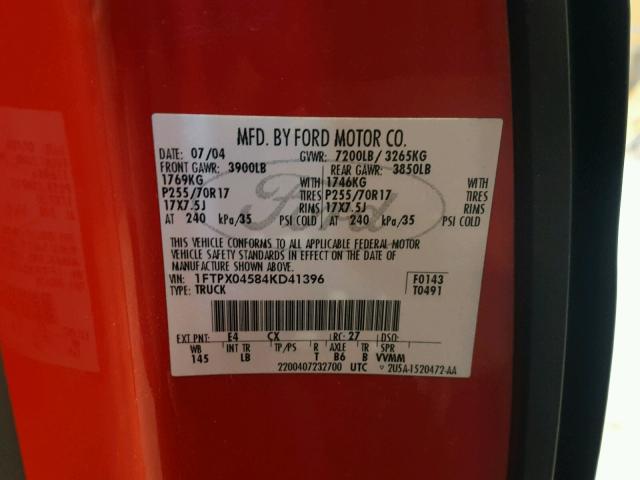 MFD. BY FORD MOTOR CO.
DATE: 07/04 GVWR: 7200LB/ 3265KG
FRONT GAWR: 3900LB REAR GAWR: 3850LB
1769KG WITH 1746KG WITH
P255/70R17 TIRES P255/70R17 TIRES
17X7.5J RIMS 17X7.5J RIMS
AT 240 kPa/35 PSI COLD AT 240 kPa/35 PSI COLD
Ford
THIS VEHICLE CONFORMS TO ALL APPLICABLE FEDERAL MOTOR
VEHICLE SAFETY STANDARDS IN EFFECT ON THE DATE OF
MANUFACTURE SHOWN ABOVE.
VIN: 1FTPX04584KD41396 F0143
TYPE: TRUCK T0491
EXT PNT: E4 CX RC: 27 DSO:
WB INT TR TP/PS R AXLE TR SPR
145 LB T B6 B VVMM
2200407232700 UTC 2U5A-1520472-AA